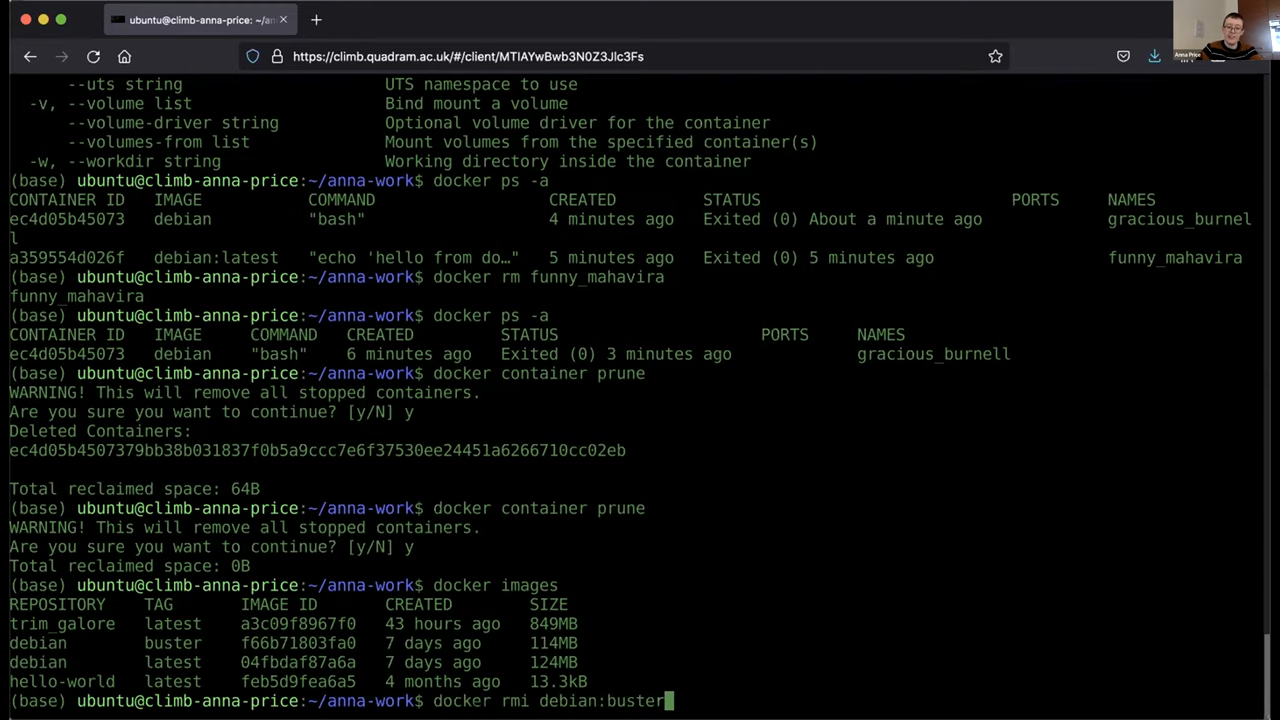 ubuntu@climb-anna-price: ~/an
https://climb.quadram.ac.uk/#/client/MTIAYwBwb3N0Z3Jlc3Fs
Anna Price
--uts string UTS namespace to use
-v, --volume list Bind mount a volume
--volume-driver string Optional volume driver for the container
--volumes-from list Mount volumes from the specified container(s)
-w, --workdir string Working directory inside the container
(base) ubuntu@climb-anna-price:~/anna-work$ docker ps -a
CONTAINER ID IMAGE COMMAND CREATED STATUS PORTS NAMES
ec4d05b45073 debian "bash" 4 minutes ago Exited (0) About a minute ago gracious_burnel
l
a359554d026f debian:latest "echo 'hello from do…" 5 minutes ago Exited (0) 5 minutes ago funny_mahavira
(base) ubuntu@climb-anna-price:~/anna-work$ docker rm funny_mahavira
funny_mahavira
(base) ubuntu@climb-anna-price:~/anna-work$ docker ps -a
CONTAINER ID IMAGE COMMAND CREATED STATUS PORTS NAMES
ec4d05b45073 debian "bash" 6 minutes ago Exited (0) 3 minutes ago gracious_burnell
(base) ubuntu@climb-anna-price:~/anna-work$ docker container prune
WARNING! This will remove all stopped containers.
Are you sure you want to continue? [y/N] y
Deleted Containers:
ec4d05b4507379bb38b031837f0b5a9ccc7e6f37530ee24451a6266710cc02eb
Total reclaimed space: 64B
(base) ubuntu@climb-anna-price:~/anna-work$ docker container prune
WARNING! This will remove all stopped containers.
Are you sure you want to continue? [y/N] y
Total reclaimed space: 0B
(base) ubuntu@climb-anna-price:~/anna-work$ docker images
REPOSITORY TAG IMAGE ID CREATED SIZE
trim_galore latest a3c09f8967f0 43 hours ago 849MB
debian buster f66b71803fa0 7 days ago 114MB
debian latest 04fbdaf87a6a 7 days ago 124MB
hello-world latest feb5d9fea6a5 4 months ago 13.3kB
(base) ubuntu@climb-anna-price:~/anna-work$ docker rmi debian:buster